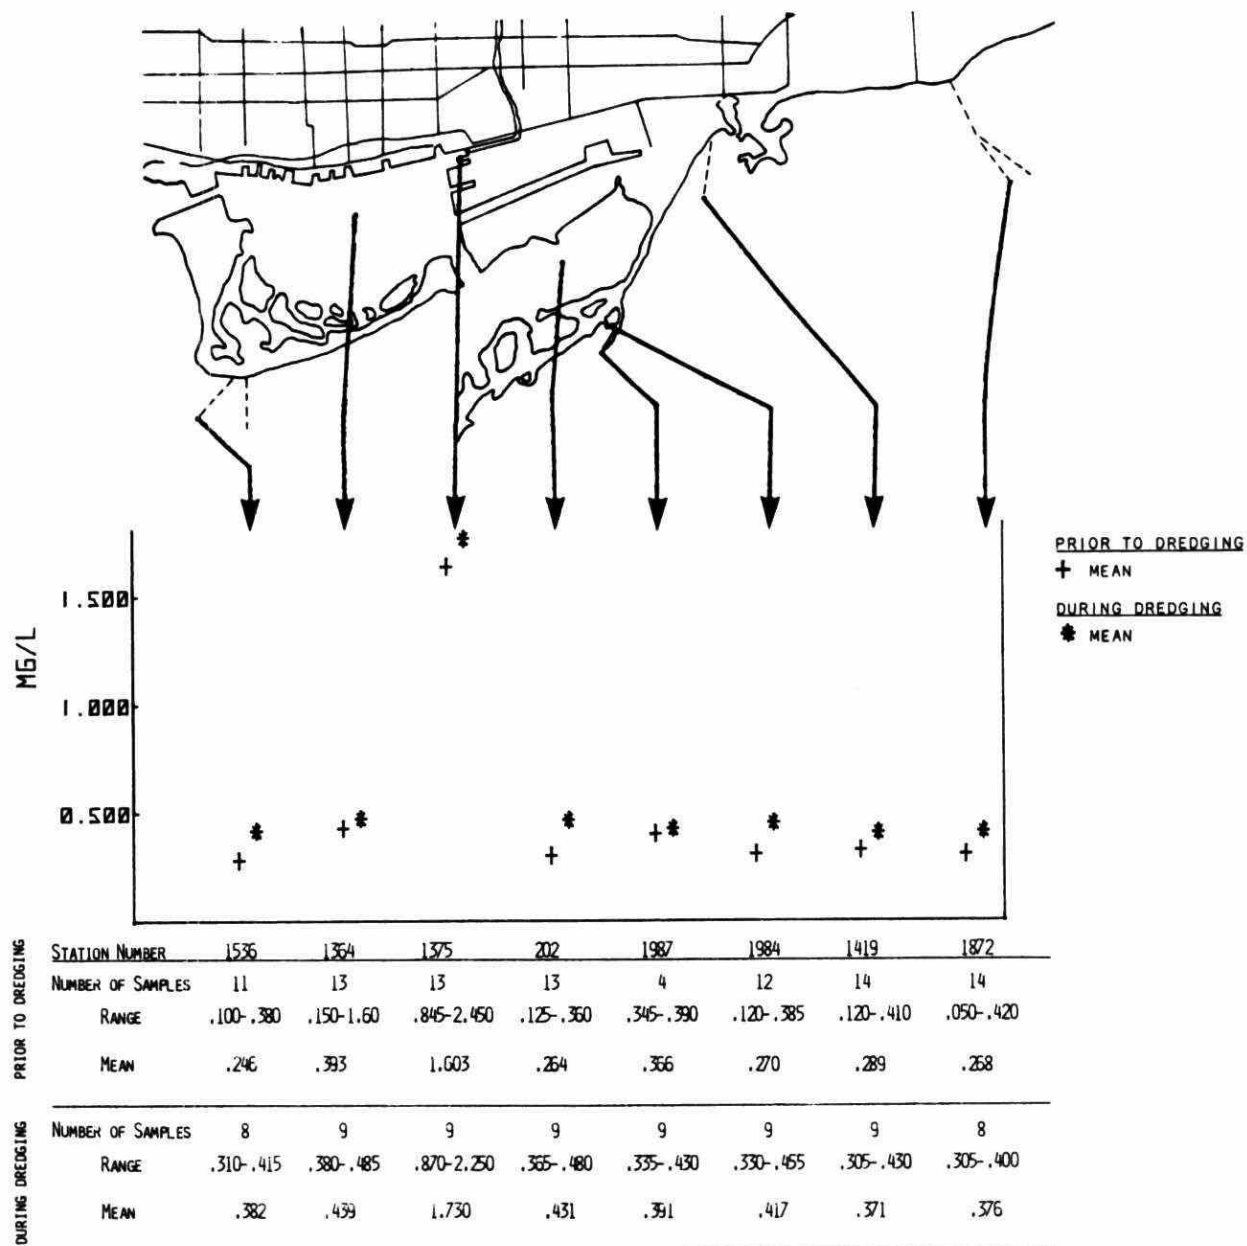 PRIOR TO DREDGING
+ MEAN
DURING DREDGING
* MEAN
MG/L
1.500
1.000
0.500
PRIOR TO DREDGING
STATION NUMBER 1536 1364 1375 202 1987 1984 1419 1872
NUMBER OF SAMPLES 11 13 13 13 4 12 14 14
RANGE .100-.380 .150-1.60 .845-2.450 .125-.360 .345-.390 .120-.385 .120-.410 .050-.420
MEAN .246 .393 1.603 .264 .366 .270 .289 .268
DURING DREDGING
NUMBER OF SAMPLES 8 9 9 9 9 9 9 8
RANGE .310-.415 .380-.485 .870-2.250 .365-.480 .335-.430 .330-.455 .305-.430 .305-.400
MEAN .382 .439 1.730 .431 .391 .417 .371 .376